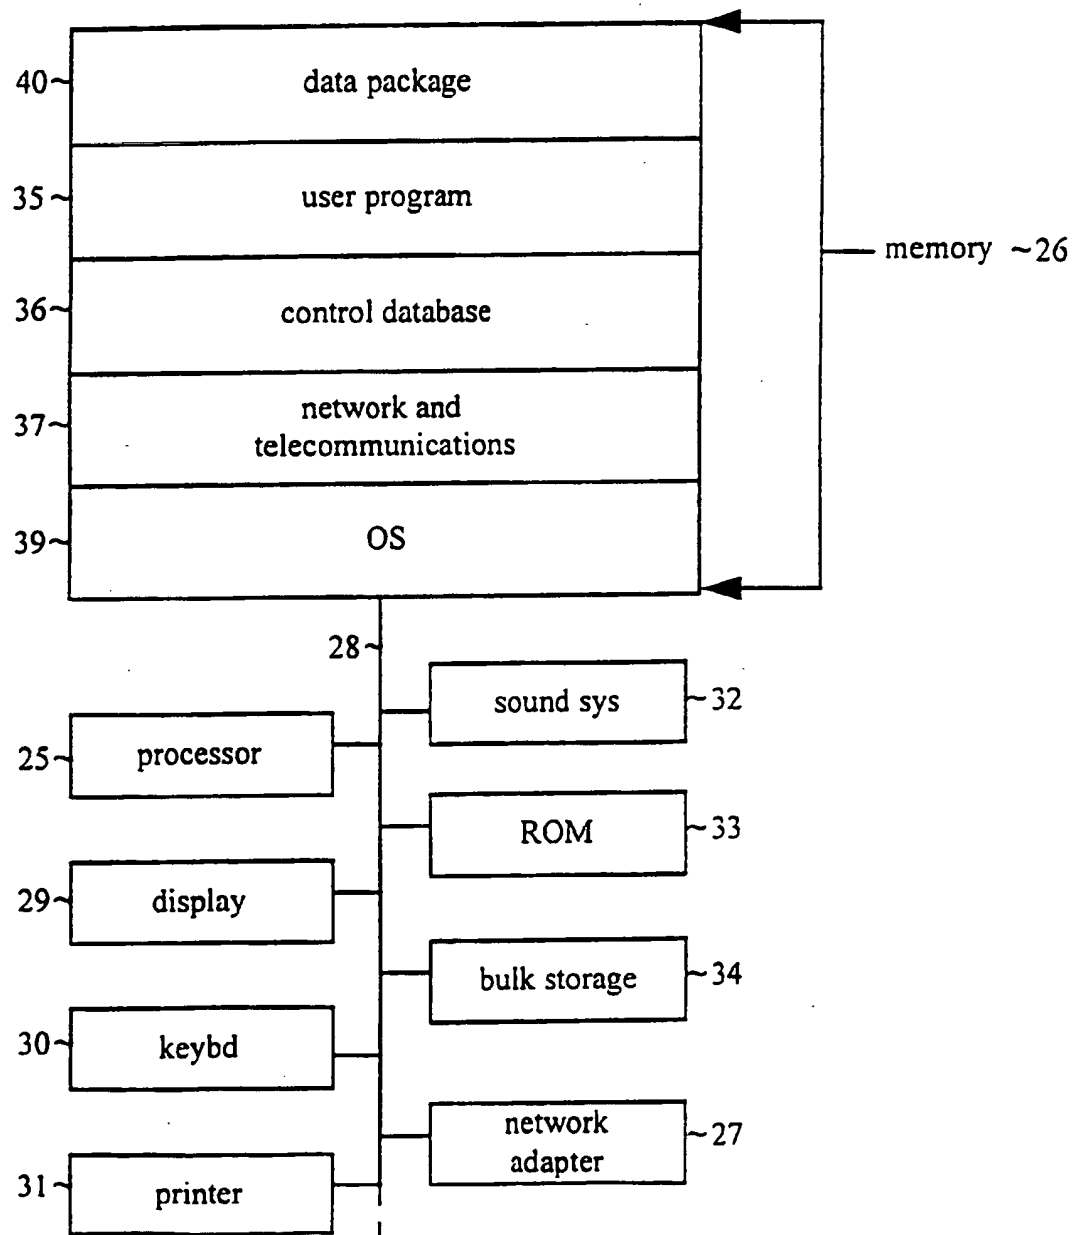 40~ data package
35~ user program
memory ~26
36~ control database
37~ network and
telecommunications
39~ OS
28~
sound sys ~32
25~ processor
ROM ~33
29~ display
bulk storage ~34
30~ keybd
network
adapter ~27
31~ printer